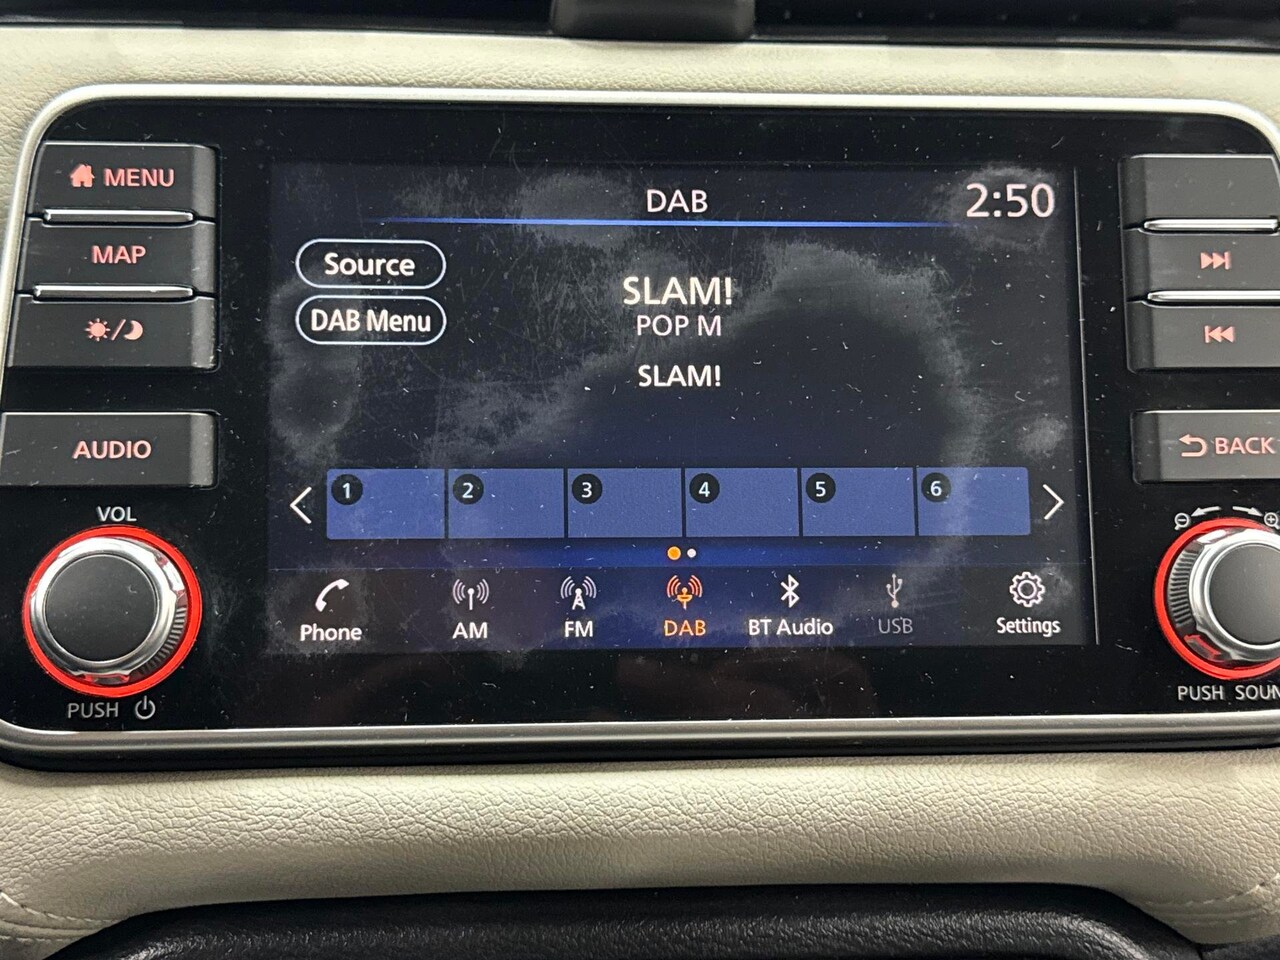 MENU
MAP
AUDIO
VOL
PUSH
DAB
2:50
Source
DAB Menu
SLAM!
POP M
SLAM!
1 2 3 4 5 6
Phone
AM
FM
DAB
BT Audio
USB
Settings
BACK
PUSH SOUN